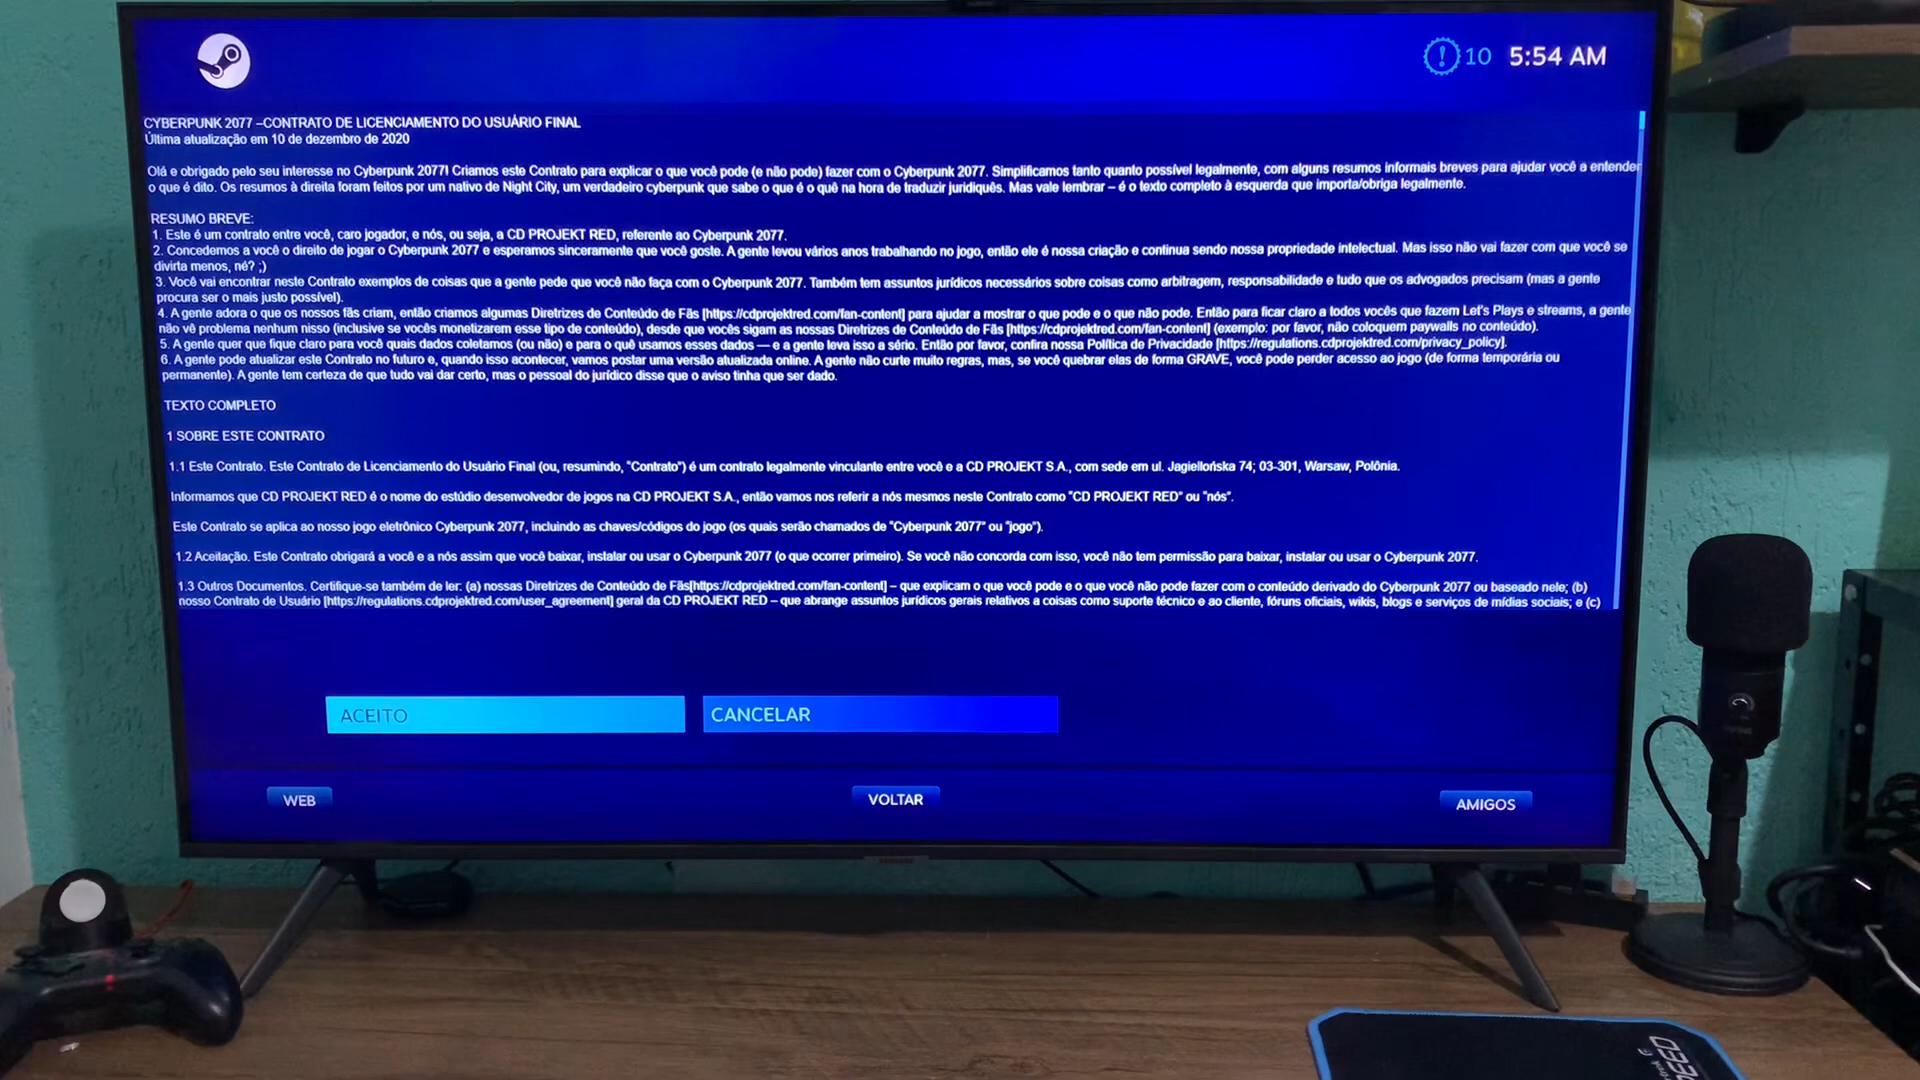 10 5:54 AM
CYBERPUNK 2077 –CONTRATO DE LICENCIAMENTO DO USUÁRIO FINAL
Última atualização em 10 de dezembro de 2020
Olá e obrigado pelo seu interesse no Cyberpunk 2077! Criamos este Contrato para explicar o que você pode (e não pode) fazer com o Cyberpunk 2077. Simplificamos tanto quanto possível legalmente, com alguns resumos informais breves para ajudar você a entender
o que é dito. Os resumos à direita foram feitos por um nativo de Night City, um verdadeiro cyberpunk que sabe o que é o quê na hora de traduzir juridiquês. Mas vale lembrar – é o texto completo à esquerda que importa/obriga legalmente.
RESUMO BREVE:
1. Este é um contrato entre você, caro jogador, e nós, ou seja, a CD PROJEKT RED, referente ao Cyberpunk 2077.
2. Concedemos a você o direito de jogar o Cyberpunk 2077 e esperamos sinceramente que você goste. A gente levou vários anos trabalhando no jogo, então ele é nossa criação e continua sendo nossa propriedade intelectual. Mas isso não vai fazer com que você se
divirta menos, né? ;)
3. Você vai encontrar neste Contrato exemplos de coisas que a gente pede que você não faça com o Cyberpunk 2077. Também tem assuntos jurídicos necessários sobre coisas como arbitragem, responsabilidade e tudo que os advogados precisam (mas a gente
procura ser o mais justo possível).
4. A gente adora o que os nossos fãs criam, então criamos algumas Diretrizes de Conteúdo de Fãs [https://cdprojektred.com/fan-content] para ajudar a mostrar o que pode e o que não pode. Então para ficar claro a todos vocês que fazem Let's Plays e streams, a gente
não vê problema nenhum nisso (inclusive se vocês monetizarem esse tipo de conteúdo), desde que vocês sigam as nossas Diretrizes de Conteúdo de Fãs [https://cdprojektred.com/fan-content] (exemplo: por favor, não coloquem paywalls no conteúdo).
5. A gente quer que fique claro para você quais dados coletamos (ou não) e para o quê usamos esses dados — e a gente leva isso a sério. Então por favor, confira nossa Política de Privacidade [https://regulations.cdprojektred.com/privacy_policy].
6. A gente pode atualizar este Contrato no futuro e, quando isso acontecer, vamos postar uma versão atualizada online. A gente não curte muito regras, mas, se você quebrar elas de forma GRAVE, você pode perder acesso ao jogo (de forma temporária ou
permanente). A gente tem certeza de que tudo vai dar certo, mas o pessoal do jurídico disse que o aviso tinha que ser dado.
TEXTO COMPLETO
1 SOBRE ESTE CONTRATO
1.1 Este Contrato. Este Contrato de Licenciamento do Usuário Final (ou, resumindo, "Contrato") é um contrato legalmente vinculante entre você e a CD PROJEKT S.A., com sede em ul. Jagiellońska 74; 03-301, Warsaw, Polônia.
Informamos que CD PROJEKT RED é o nome do estúdio desenvolvedor de jogos na CD PROJEKT S.A., então vamos nos referir a nós mesmos neste Contrato como "CD PROJEKT RED" ou "nós".
Este Contrato se aplica ao nosso jogo eletrônico Cyberpunk 2077, incluindo as chaves/códigos do jogo (os quais serão chamados de "Cyberpunk 2077" ou "jogo").
1.2 Aceitação. Este Contrato obrigará a você e a nós assim que você baixar, instalar ou usar o Cyberpunk 2077 (o que ocorrer primeiro). Se você não concorda com isso, você não tem permissão para baixar, instalar ou usar o Cyberpunk 2077.
1.3 Outros Documentos. Certifique-se também de ler: (a) nossas Diretrizes de Conteúdo de Fãs[https://cdprojektred.com/fan-content] – que explicam o que você pode e o que você não pode fazer com o conteúdo derivado do Cyberpunk 2077 ou baseado nele; (b)
nosso Contrato de Usuário [https://regulations.cdprojektred.com/user_agreement] geral da CD PROJEKT RED – que abrange assuntos jurídicos gerais relativos a coisas como suporte técnico e ao cliente, fóruns oficiais, wikis, blogs e serviços de mídias sociais; e (c)
ACEITO CANCELAR
WEB VOLTAR AMIGOS